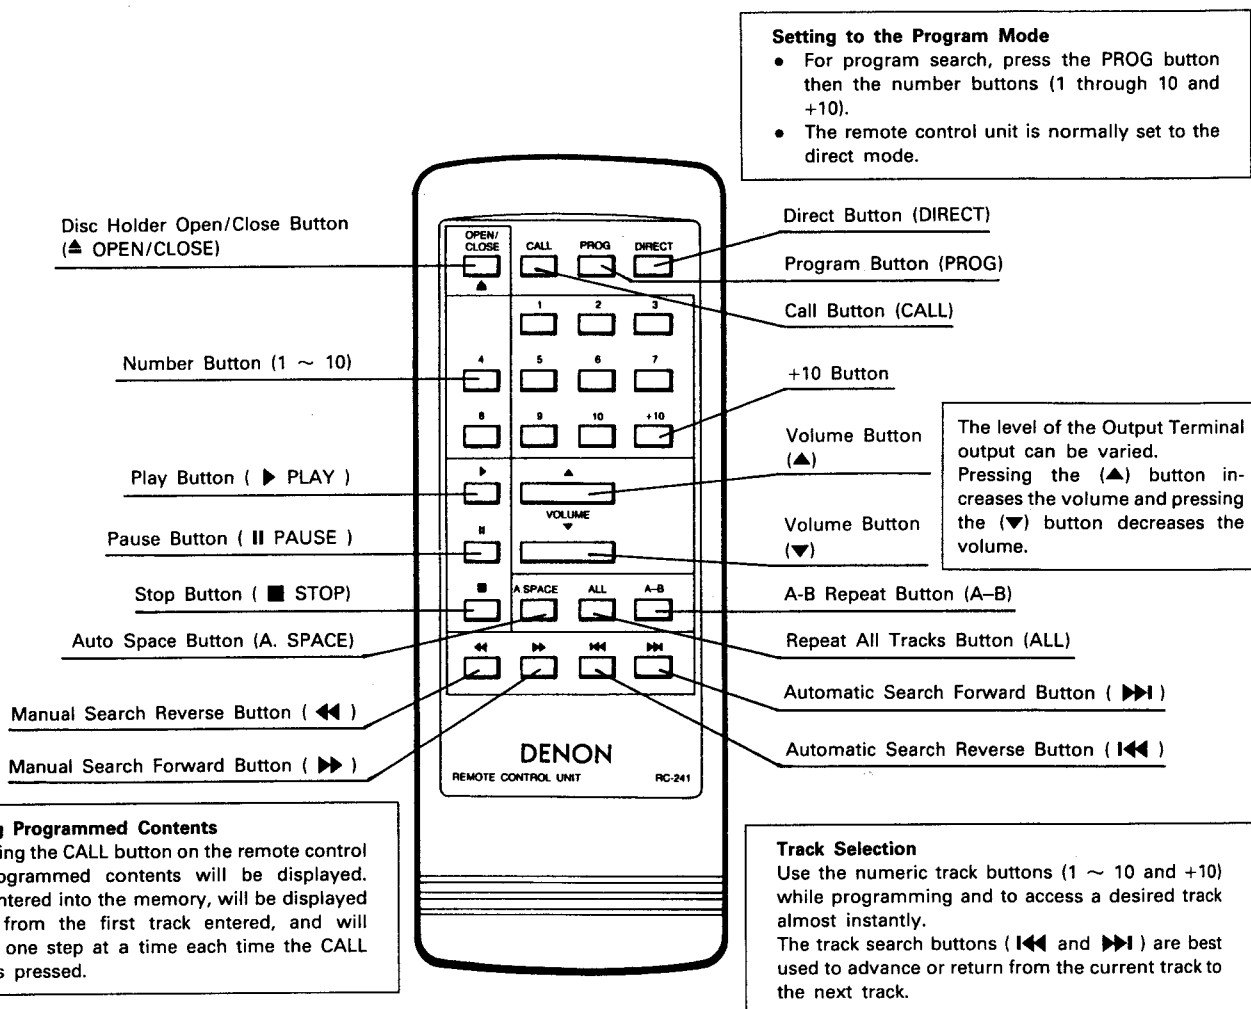 Setting to the Program Mode
• For program search, press the PROG button
then the number buttons (1 through 10 and
+10).
• The remote control unit is normally set to the
direct mode.
Disc Holder Open/Close Button
(⏏ OPEN/CLOSE)
Number Button (1 ~ 10)
Play Button ( ▶ PLAY )
Pause Button ( II PAUSE )
Stop Button ( ■ STOP)
Auto Space Button (A. SPACE)
Manual Search Reverse Button ( ◀◀ )
Manual Search Forward Button ( ▶▶ )
OPEN/
CLOSE CALL PROG DIRECT
⏏
1 2 3
4 5 6 7
8 9 10 +10
▶ ▲
VOLUME
II ▼
■ A SPACE ALL A–B
◀◀ ▶▶ I◀◀ ▶▶I
DENON
REMOTE CONTROL UNIT RC-241
Direct Button (DIRECT)
Program Button (PROG)
Call Button (CALL)
+10 Button
Volume Button
(▲)
Volume Button
(▼)
The level of the Output Terminal
output can be varied.
Pressing the (▲) button in-
creases the volume and pressing
the (▼) button decreases the
volume.
A-B Repeat Button (A–B)
Repeat All Tracks Button (ALL)
Automatic Search Forward Button ( ▶▶I )
Automatic Search Reverse Button ( I◀◀ )
Programmed Contents
ing the CALL button on the remote control
ogrammed contents will be displayed.
ntered into the memory, will be displayed
from the first track entered, and will
one step at a time each time the CALL
s pressed.
Track Selection
Use the numeric track buttons (1 ~ 10 and +10)
while programming and to access a desired track
almost instantly.
The track search buttons ( I◀◀ and ▶▶I ) are best
used to advance or return from the current track to
the next track.